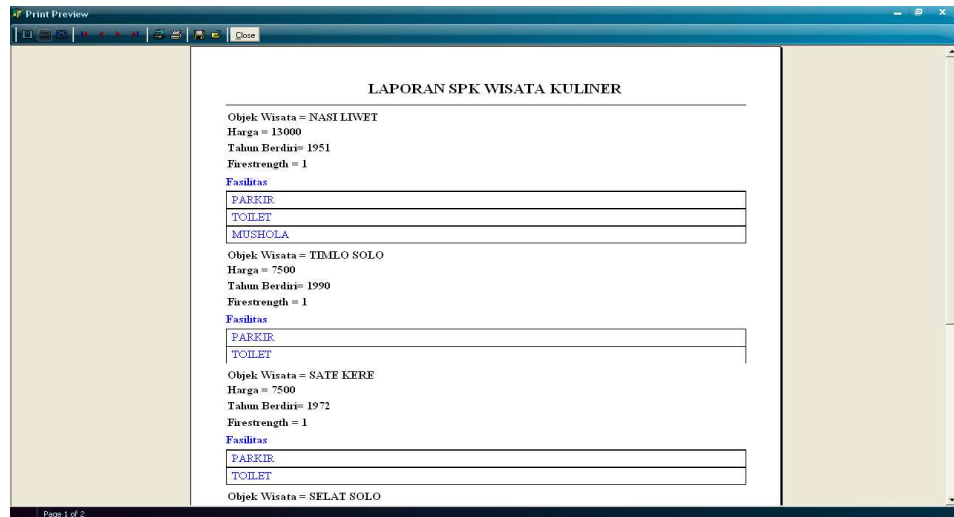 Print Preview
Close
LAPORAN SPK WISATA KULINER
Objek Wisata = NASI LIWET
Harga = 13000
Tahun Berdiri= 1951
Firestrength = 1
Fasilitas
PARKIR
TOILET
MUSHOLA
Objek Wisata = TIMLO SOLO
Harga = 7500
Tahun Berdiri= 1990
Firestrength = 1
Fasilitas
PARKIR
TOILET
Objek Wisata = SATE KERE
Harga = 7500
Tahun Berdiri= 1972
Firestrength = 1
Fasilitas
PARKIR
TOILET
Objek Wisata = SELAT SOLO
Page 1 of 2